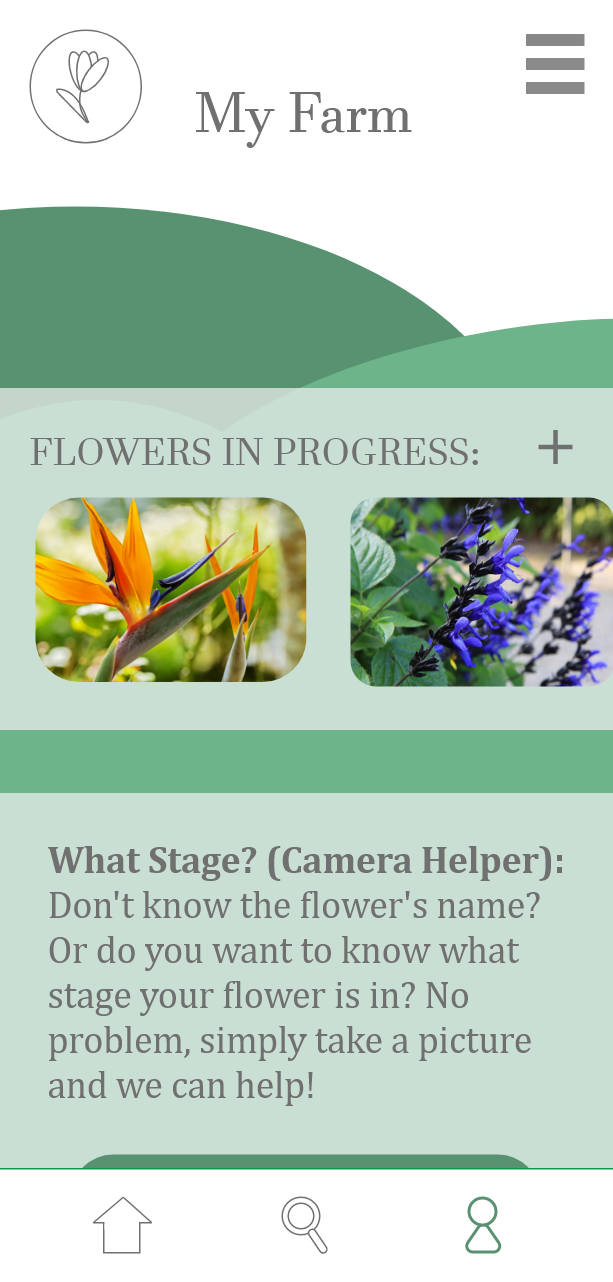 My Farm
FLOWERS IN PROGRESS:
What Stage? (Camera Helper):
Don't know the flower's name?
Or do you want to know what
stage your flower is in? No
problem, simply take a picture
and we can help!